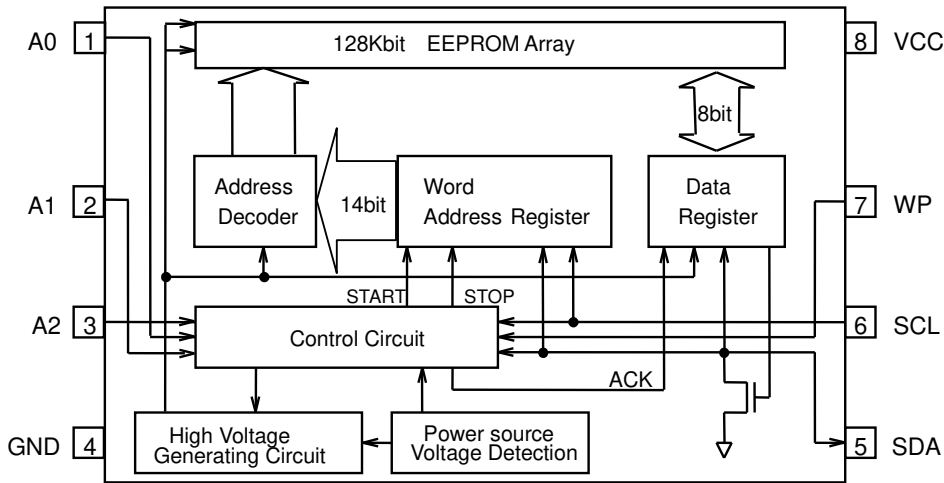 A0 1 128Kbit EEPROM Array 8 VCC
8bit
A1 2 Address Decoder 14bit Word Address Register Data Register 7 WP
START STOP
A2 3 Control Circuit 6 SCL
ACK
GND 4 High Voltage Generating Circuit Power source Voltage Detection 5 SDA